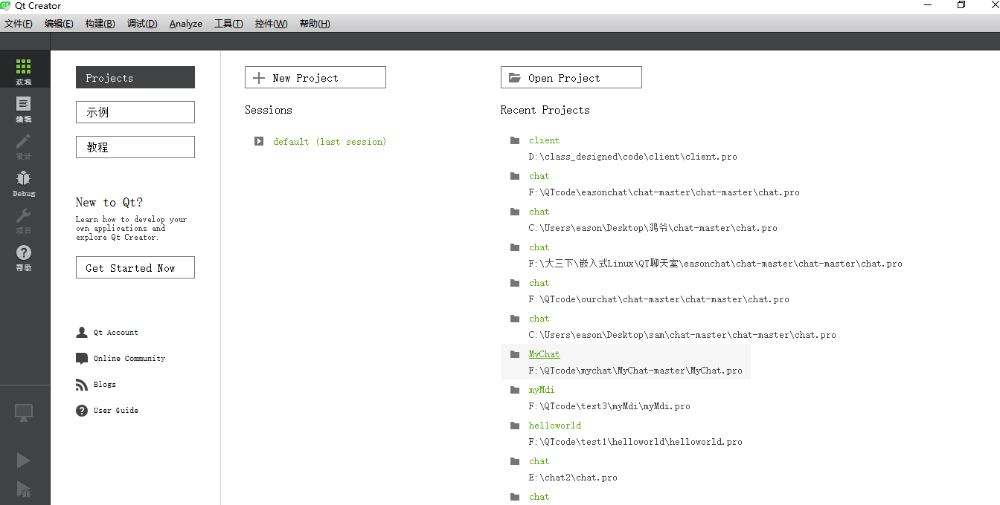 Qt Creator
文件(F) 编辑(E) 构建(B) 调试(D) Analyze 工具(T) 控件(W) 帮助(H)
欢迎
编辑
设计
Debug
项目
帮助
Projects
示例
教程
New to Qt?
Learn how to develop your
own applications and
explore Qt Creator.
Get Started Now
Qt Account
Online Community
Blogs
User Guide
New Project
Sessions
default (last session)
Open Project
Recent Projects
client
D:\class_designed\code\client\client.pro
chat
F:\QTcode\easonchat\chat-master\chat-master\chat.pro
chat
C:\Users\eason\Desktop\鸿爷\chat-master\chat.pro
chat
F:\大三下\嵌入式Linux\QT聊天室\easonchat\chat-master\chat-master\chat.pro
chat
F:\QTcode\ourchat\chat-master\chat-master\chat.pro
chat
C:\Users\eason\Desktop\sam\chat-master\chat-master\chat.pro
MyChat
F:\QTcode\mychat\MyChat-master\MyChat.pro
myMdi
F:\QTcode\test3\myMdi\myMdi.pro
helloworld
F:\QTcode\test1\helloworld\helloworld.pro
chat
E:\chat2\chat.pro
chat